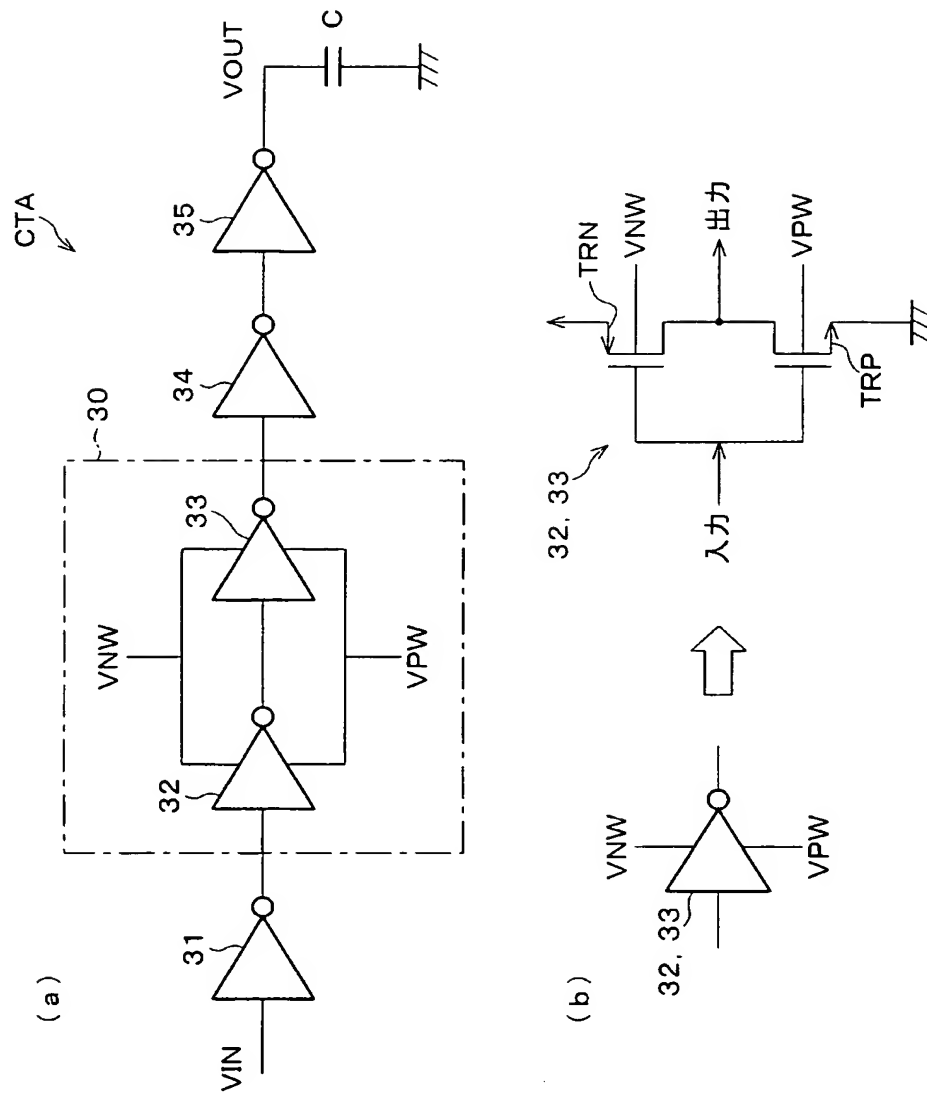 (a)
CTA
30
VNW
VPW
VIN
31
32
33
34
35
VOUT
C
(b)
VNW
32, 33
VPW
32, 33
入力
TRN
VNW
出力
VPW
TRP